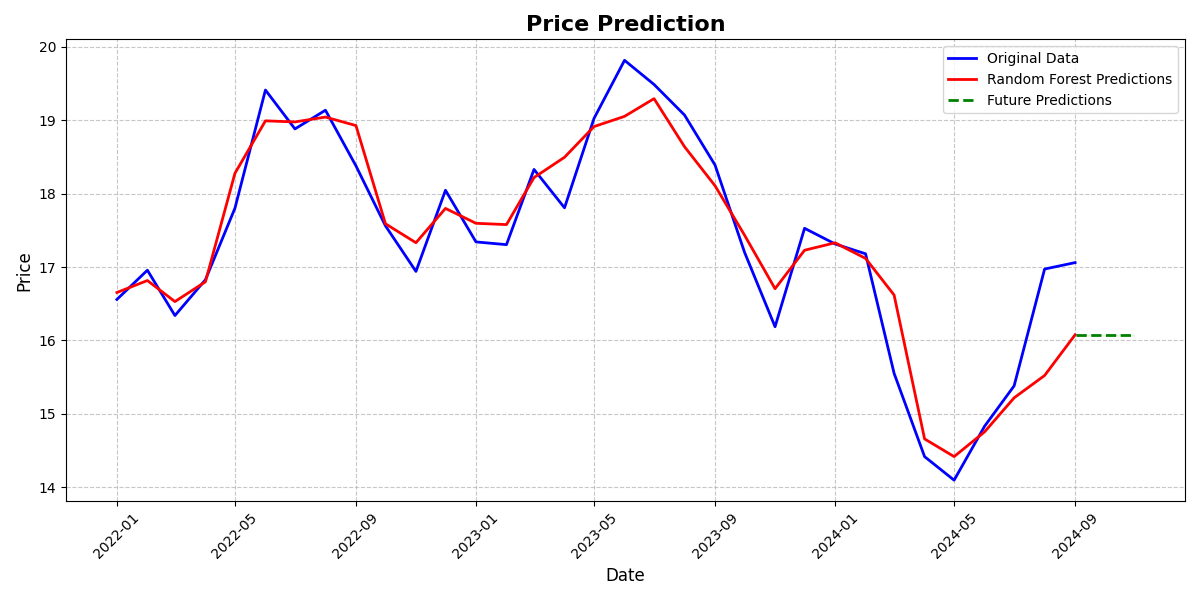 Price Prediction
20
19
18
17
16
15
14
Price
Original Data
Random Forest Predictions
Future Predictions
2022-01
2022-05
2022-09
2023-01
2023-05
2023-09
2024-01
2024-05
2024-09
Date